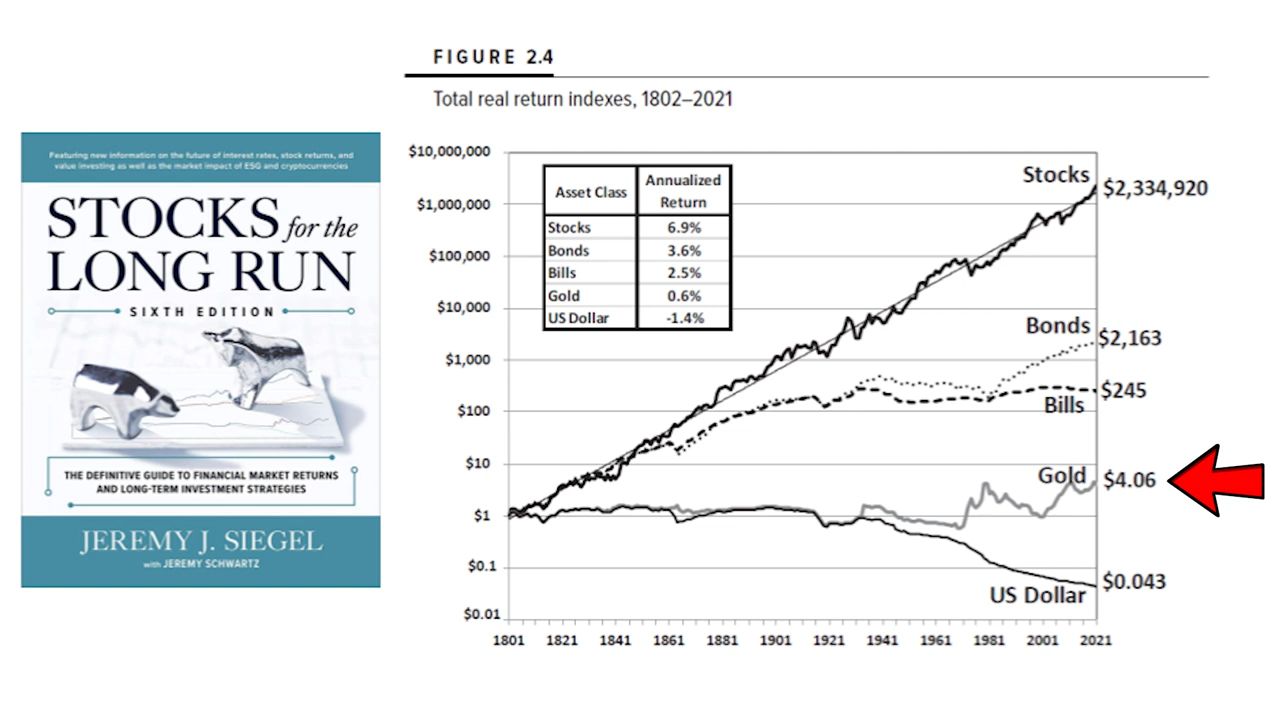 Featuring new information on the future of interest rates, stock returns, and
value investing as well as the market impact of ESG and cryptocurrencies
STOCKS for the
LONG RUN
SIXTH EDITION
THE DEFINITIVE GUIDE TO FINANCIAL MARKET RETURNS
AND LONG-TERM INVESTMENT STRATEGIES
JEREMY J. SIEGEL
with JEREMY SCHWARTZ
FIGURE 2.4
Total real return indexes, 1802–2021
$10,000,000
$1,000,000
$100,000
$10,000
$1,000
$100
$10
$1
$0.1
$0.01
Asset Class Annualized Return
Stocks 6.9%
Bonds 3.6%
Bills 2.5%
Gold 0.6%
US Dollar -1.4%
Stocks $2,334,920
Bonds $2,163
Bills $245
Gold $4.06
US Dollar $0.043
1801 1821 1841 1861 1881 1901 1921 1941 1961 1981 2001 2021